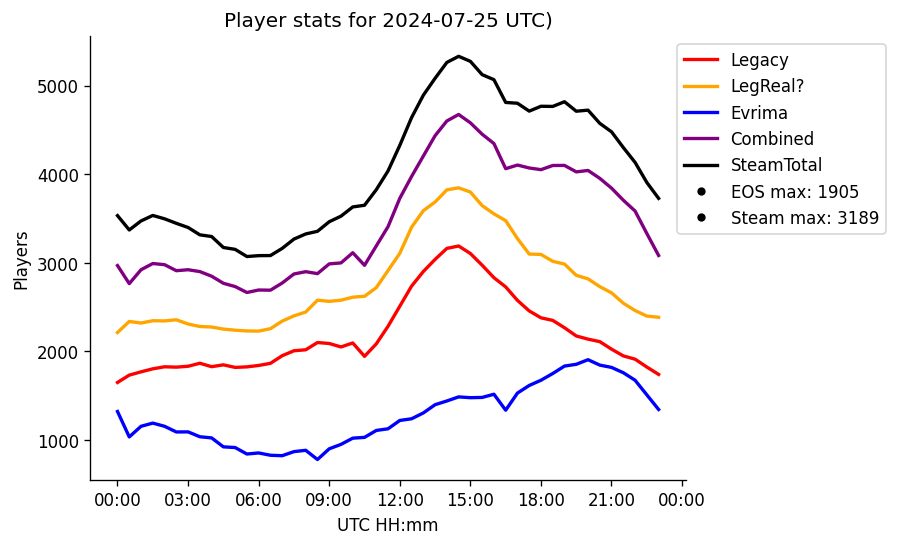 Player stats for 2024-07-25 UTC)
Legacy
LegReal?
Evrima
Combined
SteamTotal
EOS max: 1905
Steam max: 3189
Players
5000
4000
3000
2000
1000
00:00 03:00 06:00 09:00 12:00 15:00 18:00 21:00 00:00
UTC HH:mm